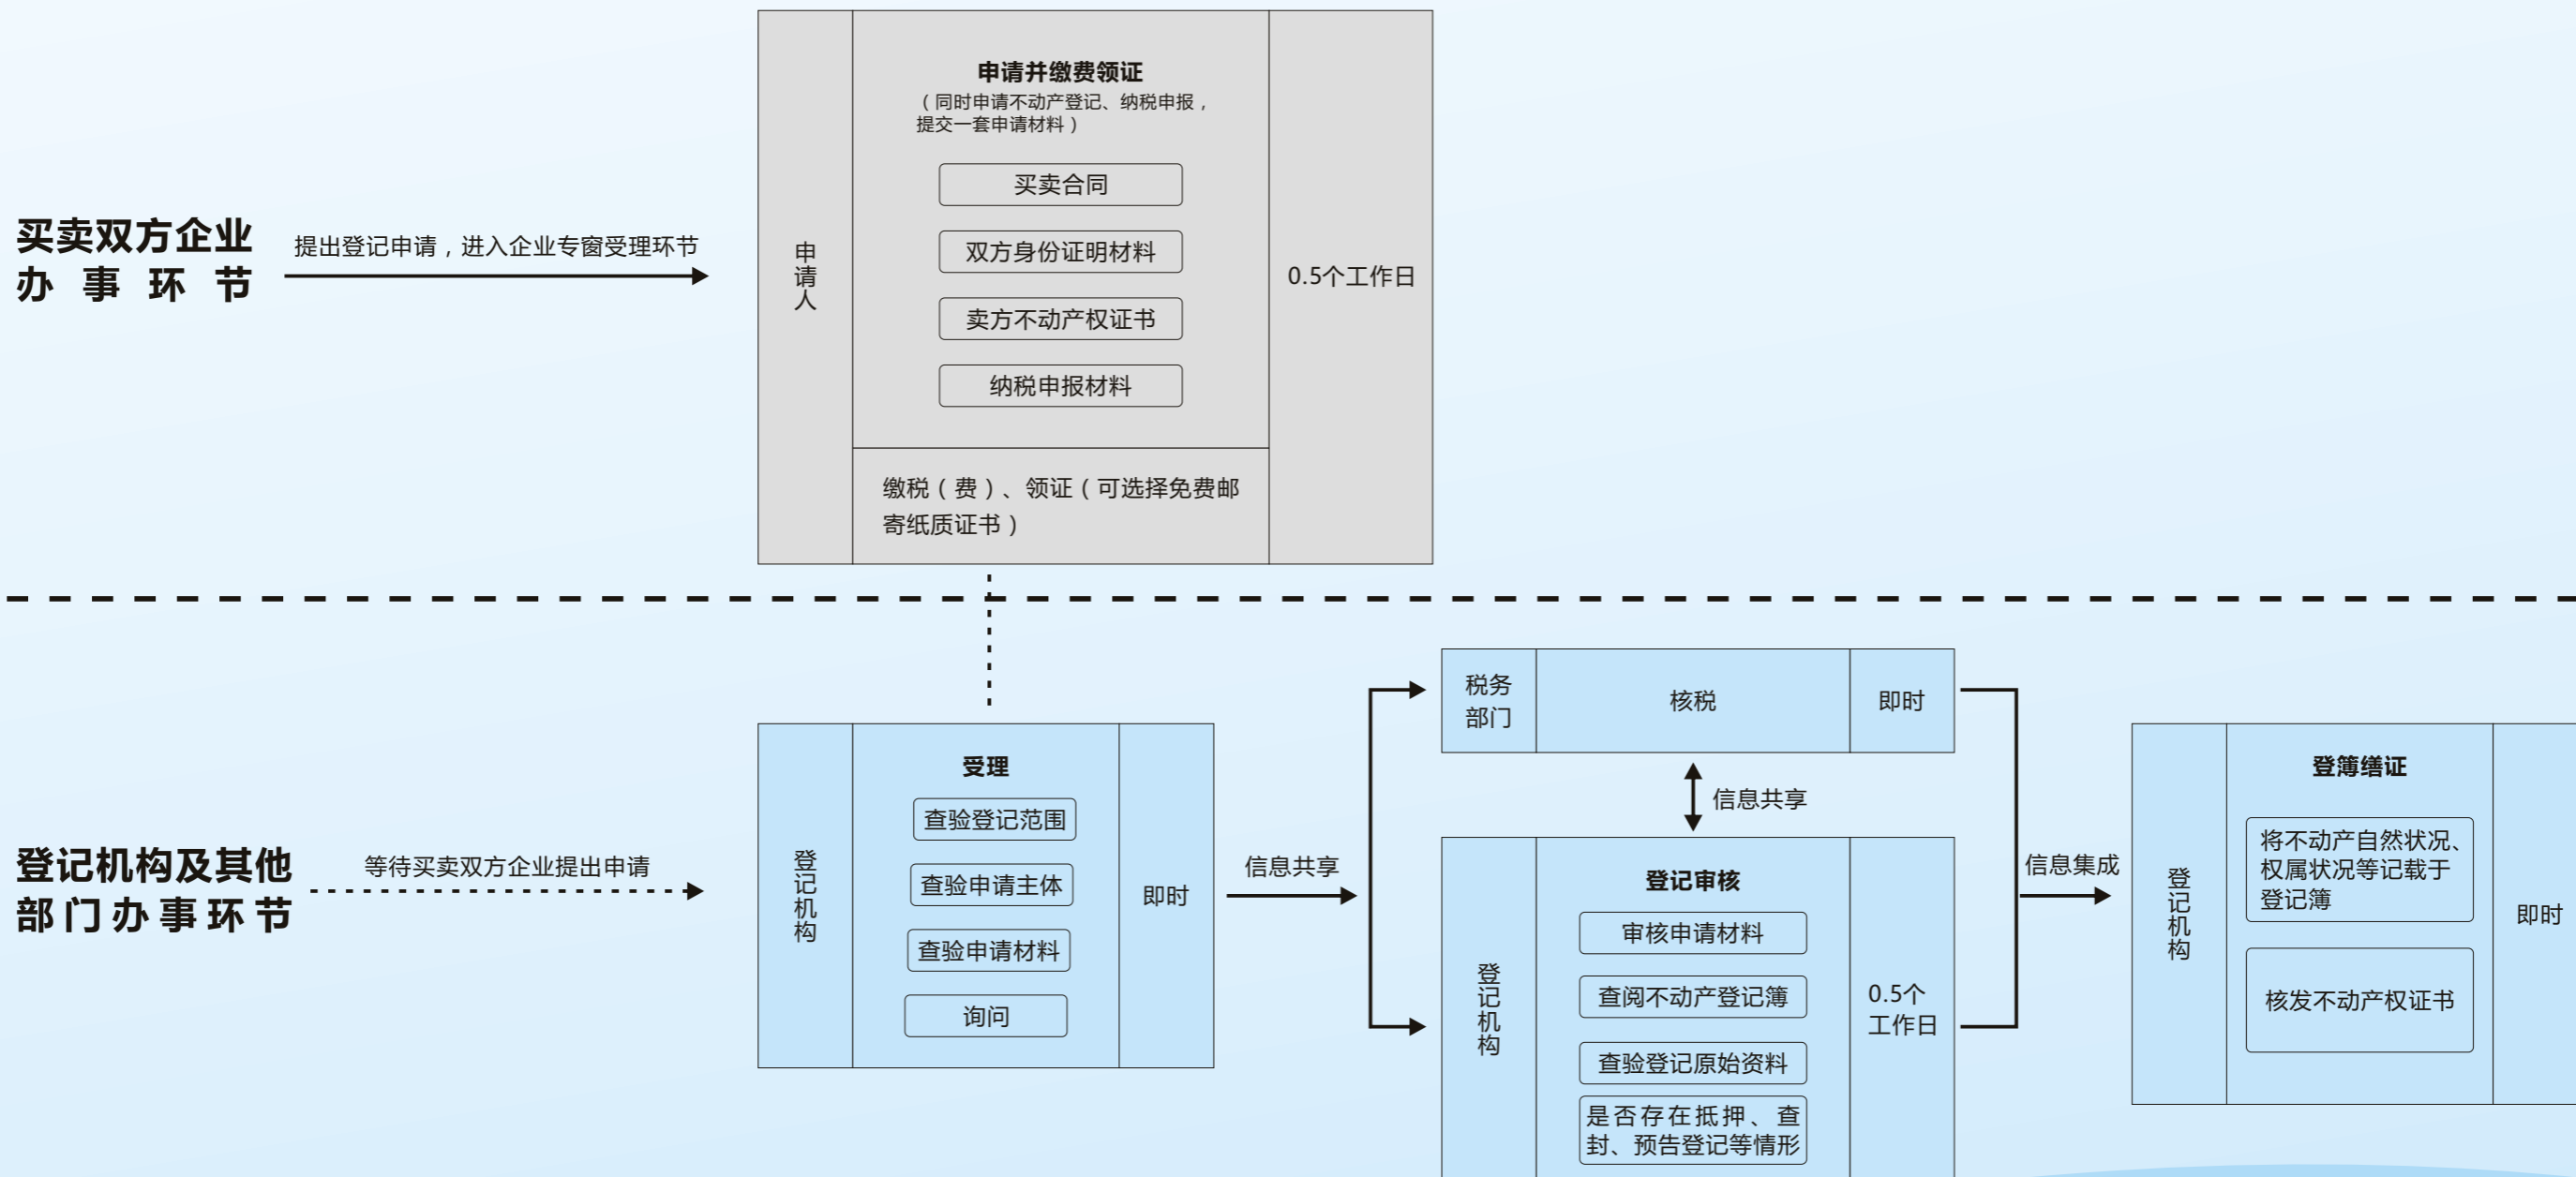 买卖双方企业
办事环节
提出登记申请，进入企业专窗受理环节
申请人
申请并缴费领证
（同时申请不动产登记、纳税申报，
提交一套申请材料）
买卖合同
双方身份证明材料
卖方不动产权证书
纳税申报材料
缴税（费）、领证（可选择免费邮
寄纸质证书）
0.5个工作日
登记机构及其他
部门办事环节
等待买卖双方企业提出申请
登记机构
受理
查验登记范围
查验申请主体
查验申请材料
询问
即时
信息共享
税务
部门
核税
即时
信息共享
登记机构
登记审核
审核申请材料
查阅不动产登记簿
查验登记原始资料
是否存在抵押、查
封、预告登记等情形
0.5个
工作日
信息集成
登记机构
登簿缮证
将不动产自然状况、
权属状况等记载于
登记簿
核发不动产权证书
即时